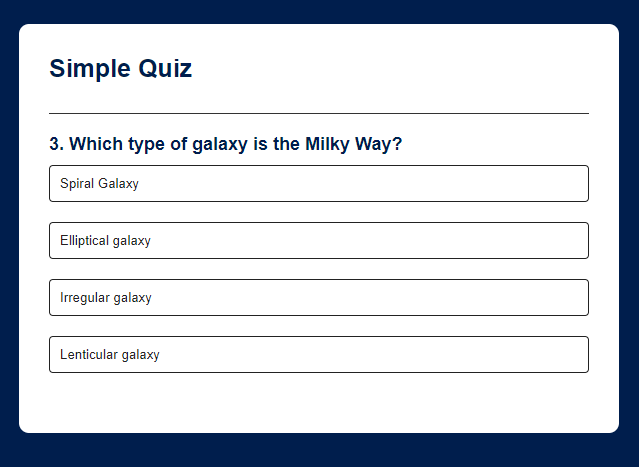 Simple Quiz
3. Which type of galaxy is the Milky Way?
Spiral Galaxy
Elliptical galaxy
Irregular galaxy
Lenticular galaxy